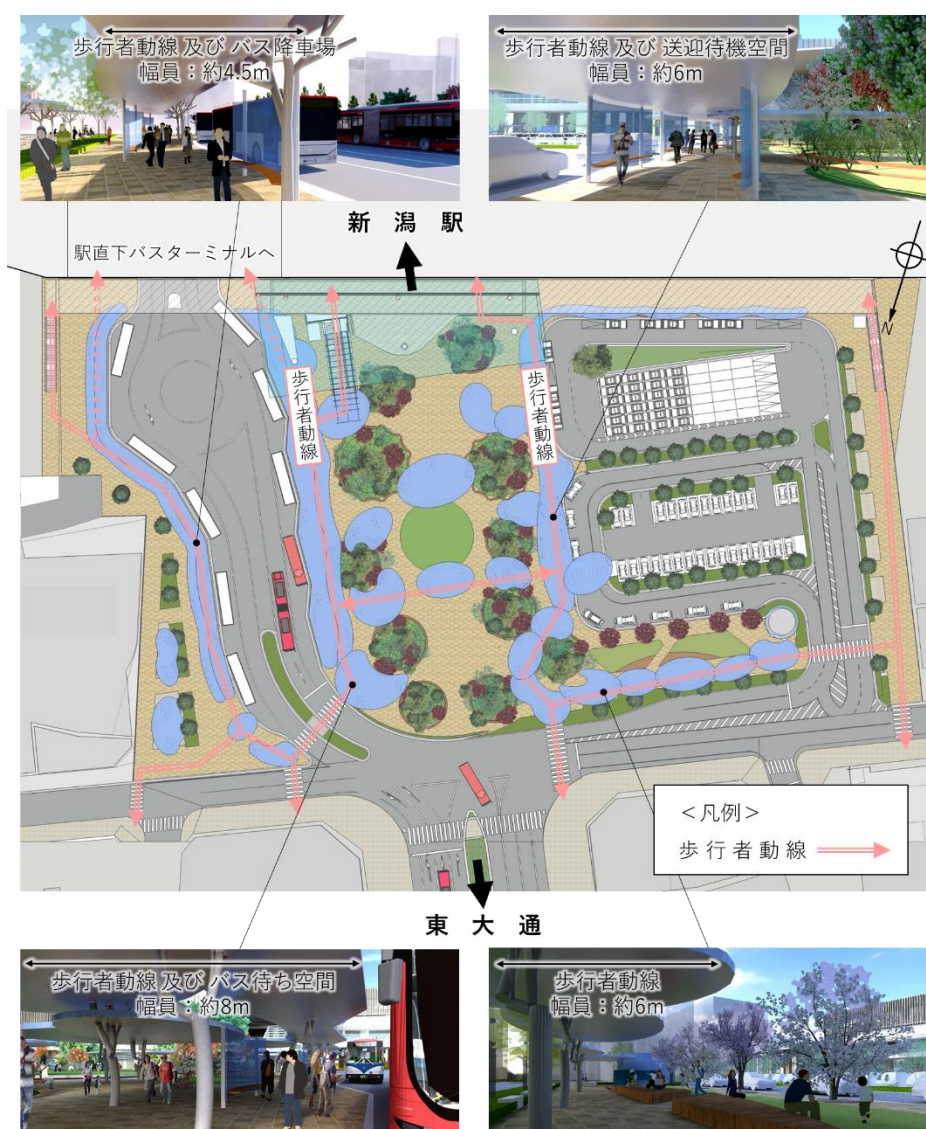 歩行者動線 及び バス降車場
幅員：約4.5m
歩行者動線 及び 送迎待機空間
幅員：約6m
新潟駅
駅直下バスターミナルへ
N
歩行者動線
歩行者動線
＜凡例＞
歩行者動線
東大通
歩行者動線 及び バス待ち空間
幅員：約8m
歩行者動線
幅員：約6m